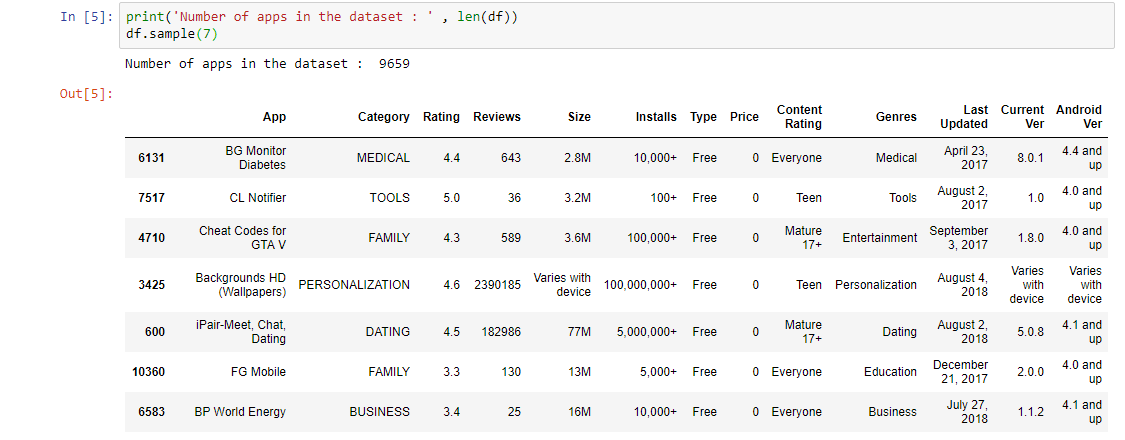 In [5]: print('Number of apps in the dataset : ' , len(df))
df.sample(7)
Number of apps in the dataset :  9659
Out[5]:
App Category Rating Reviews Size Installs Type Price Content Rating Genres Last Updated Current Ver Android Ver
6131 BG Monitor Diabetes MEDICAL 4.4 643 2.8M 10,000+ Free 0 Everyone Medical April 23, 2017 8.0.1 4.4 and up
7517 CL Notifier TOOLS 5.0 36 3.2M 100+ Free 0 Teen Tools August 2, 2017 1.0 4.0 and up
4710 Cheat Codes for GTA V FAMILY 4.3 589 3.6M 100,000+ Free 0 Mature 17+ Entertainment September 3, 2017 1.8.0 4.0 and up
3425 Backgrounds HD (Wallpapers) PERSONALIZATION 4.6 2390185 Varies with device 100,000,000+ Free 0 Teen Personalization August 4, 2018 Varies with device Varies with device
600 iPair-Meet, Chat, Dating DATING 4.5 182986 77M 5,000,000+ Free 0 Mature 17+ Dating August 2, 2018 5.0.8 4.1 and up
10360 FG Mobile FAMILY 3.3 130 13M 5,000+ Free 0 Everyone Education December 21, 2017 2.0.0 4.0 and up
6583 BP World Energy BUSINESS 3.4 25 16M 10,000+ Free 0 Everyone Business July 27, 2018 1.1.2 4.1 and up